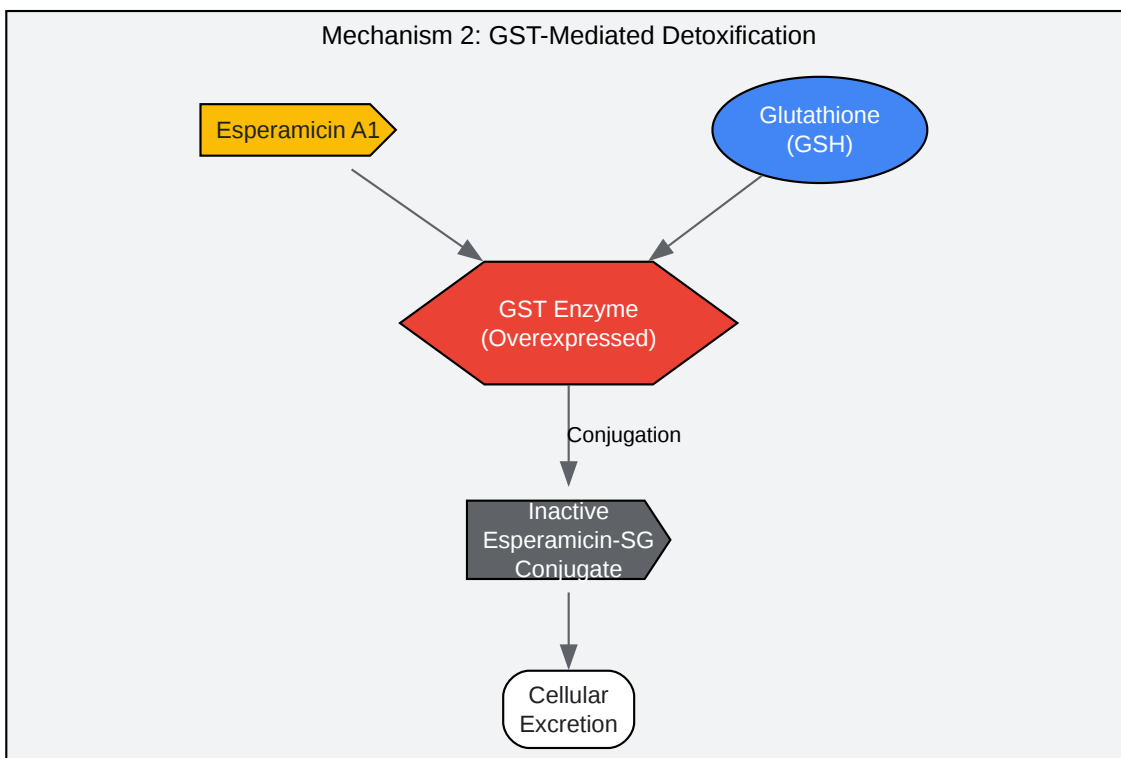 Mechanism 2: GST-Mediated Detoxification
Esperamicin A1
Glutathione
(GSH)
GST Enzyme
(Overexpressed)
Conjugation
Inactive
Esperamicin-SG
Conjugate
Cellular
Excretion